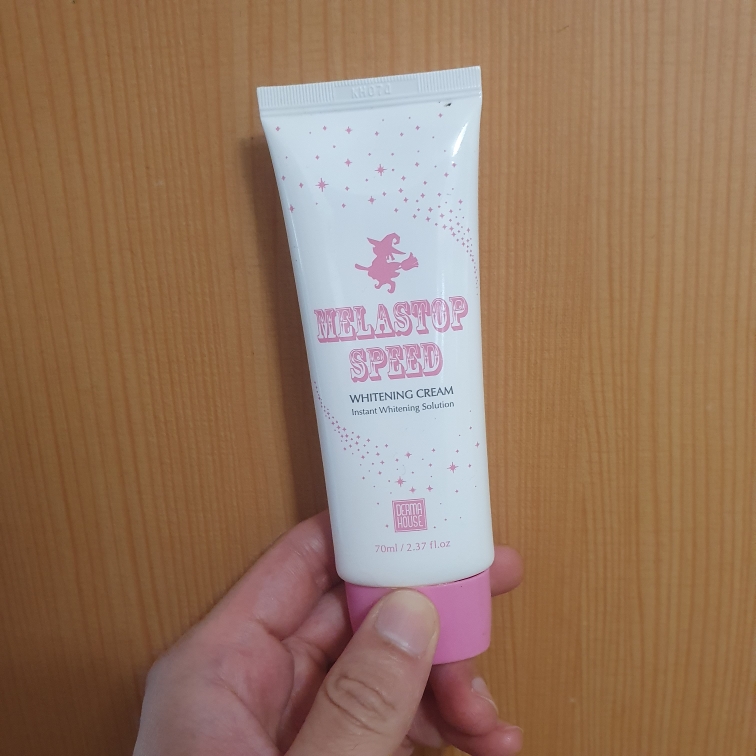 MELASTOP
SPEED
WHITENING CREAM
Instant Whitening Solution
DERMA
HOUSE
70ml / 2.37 fl.oz